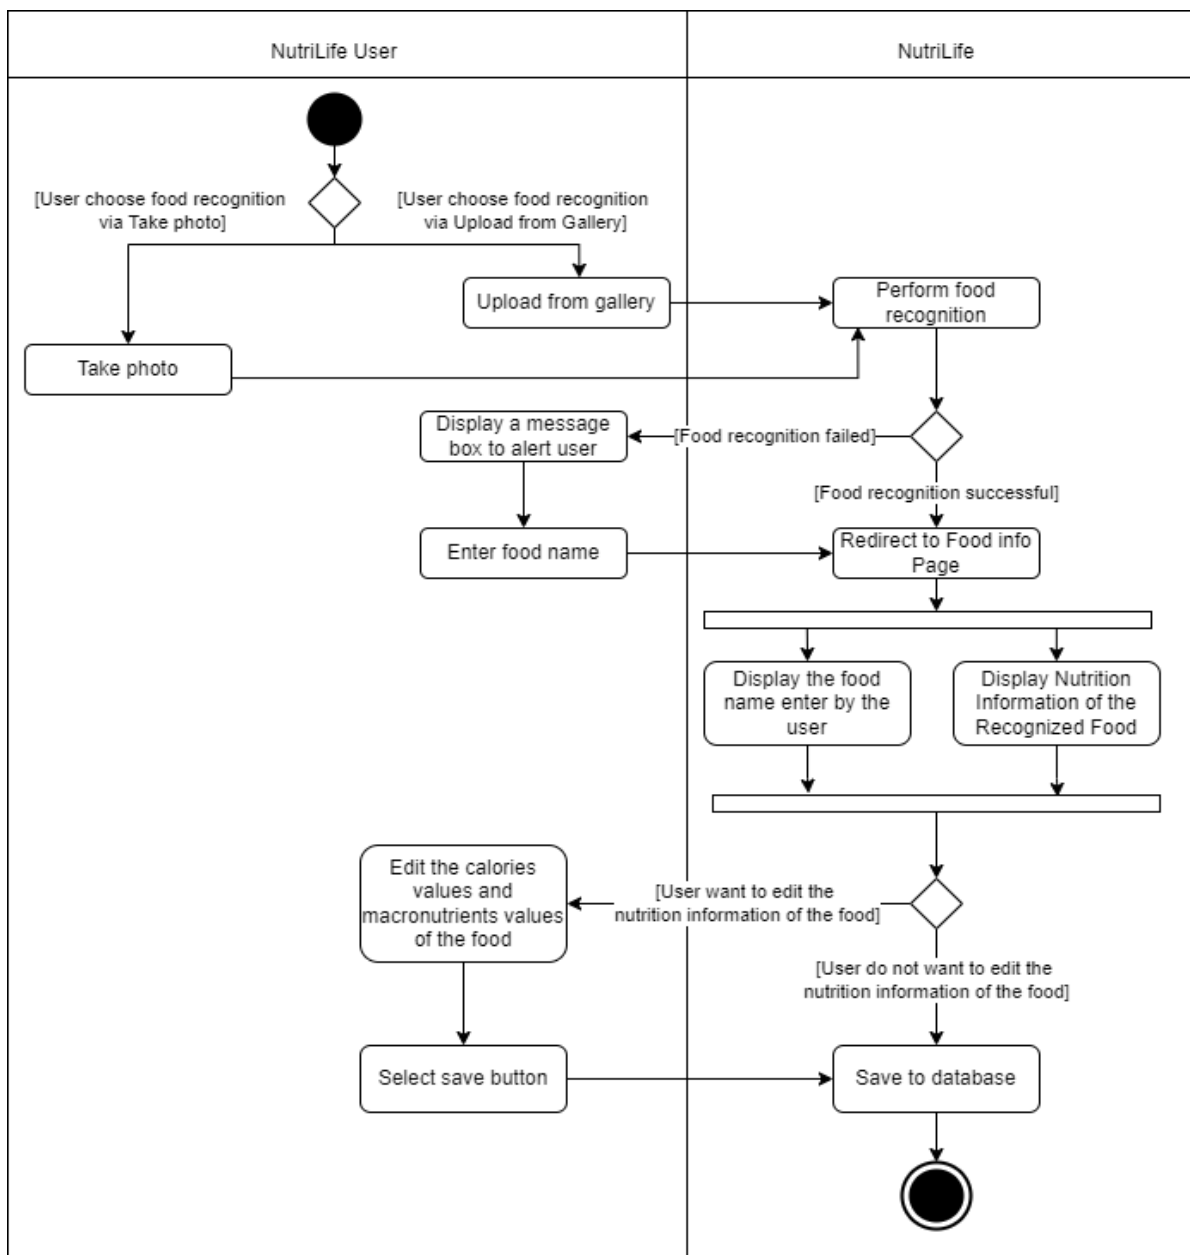 NutriLife User
NutriLife
[User choose food recognition
via Take photo]
[User choose food recognition
via Upload from Gallery]
Upload from gallery
Perform food
recognition
Take photo
Display a message
box to alert user
[Food recognition failed]
[Food recognition successful]
Enter food name
Redirect to Food info
Page
Display the food
name enter by the
user
Display Nutrition
Information of the
Recognized Food
Edit the calories
values and
macronutrients values
of the food
[User want to edit the
nutrition information of the food]
[User do not want to edit the
nutrition information of the food]
Select save button
Save to database